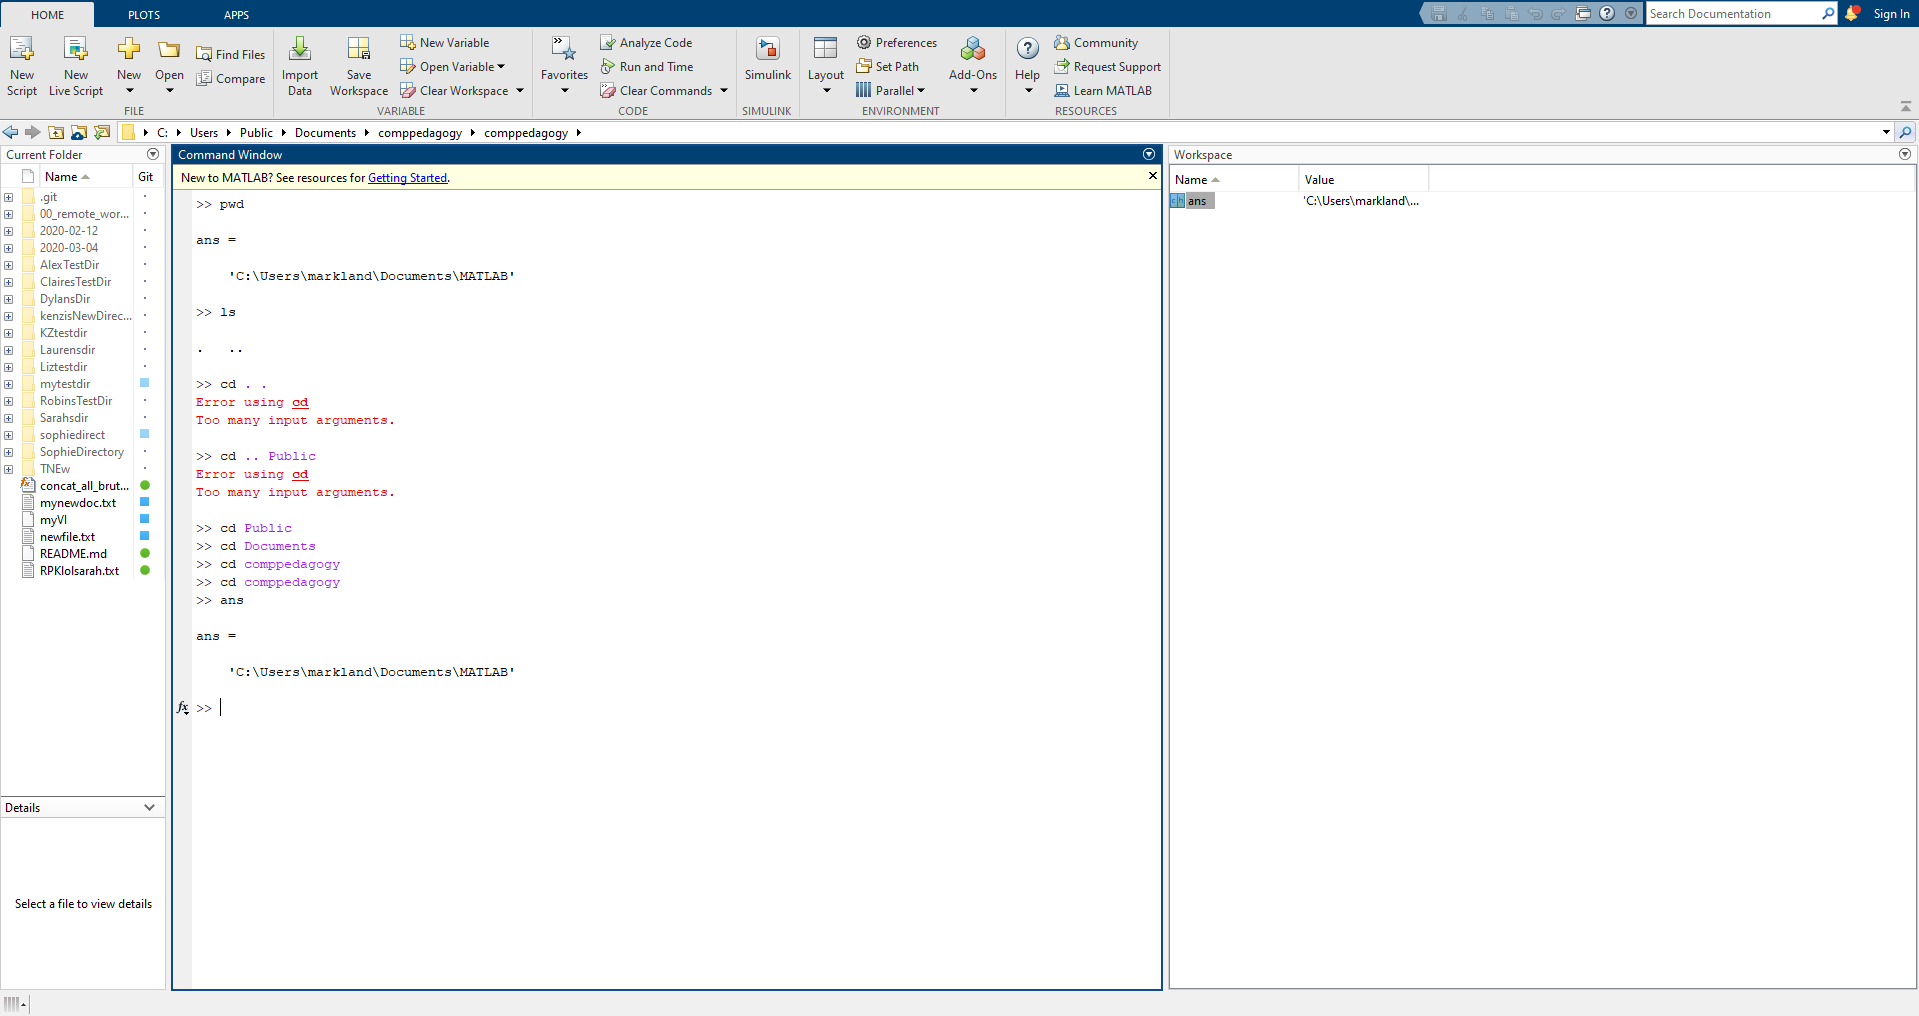 HOME PLOTS APPS
Search Documentation Sign In
New Script
New Live Script
New
Open
Find Files
Compare
FILE
Import Data
Save Workspace
New Variable
Open Variable
Clear Workspace
VARIABLE
Favorites
Analyze Code
Run and Time
Clear Commands
CODE
Simulink
SIMULINK
Layout
Preferences
Set Path
Parallel
Add-Ons
ENVIRONMENT
Help
Community
Request Support
Learn MATLAB
RESOURCES
C: Users Public Documents comppedagogy comppedagogy
Current Folder
Name Git
.git
00_remote_wor...
2020-02-12
2020-03-04
AlexTestDir
ClairesTestDir
DylansDir
kenzisNewDirec...
KZtestdir
Laurensdir
Liztestdir
mytestdir
RobinsTestDir
Sarahsdir
sophiedirect
SophieDirectory
TNEw
concat_all_brut...
mynewdoc.txt
myVI
newfile.txt
README.md
RPKlolsarah.txt
Details
Select a file to view details
Command Window
New to MATLAB? See resources for Getting Started.
>> pwd
ans =
'C:\Users\markland\Documents\MATLAB'
>> ls
. ..
>> cd . .
Error using cd
Too many input arguments.
>> cd .. Public
Error using cd
Too many input arguments.
>> cd Public
>> cd Documents
>> cd comppedagogy
>> cd comppedagogy
>> ans
ans =
'C:\Users\markland\Documents\MATLAB'
fx >>
Workspace
Name Value
ans 'C:\Users\markland\...